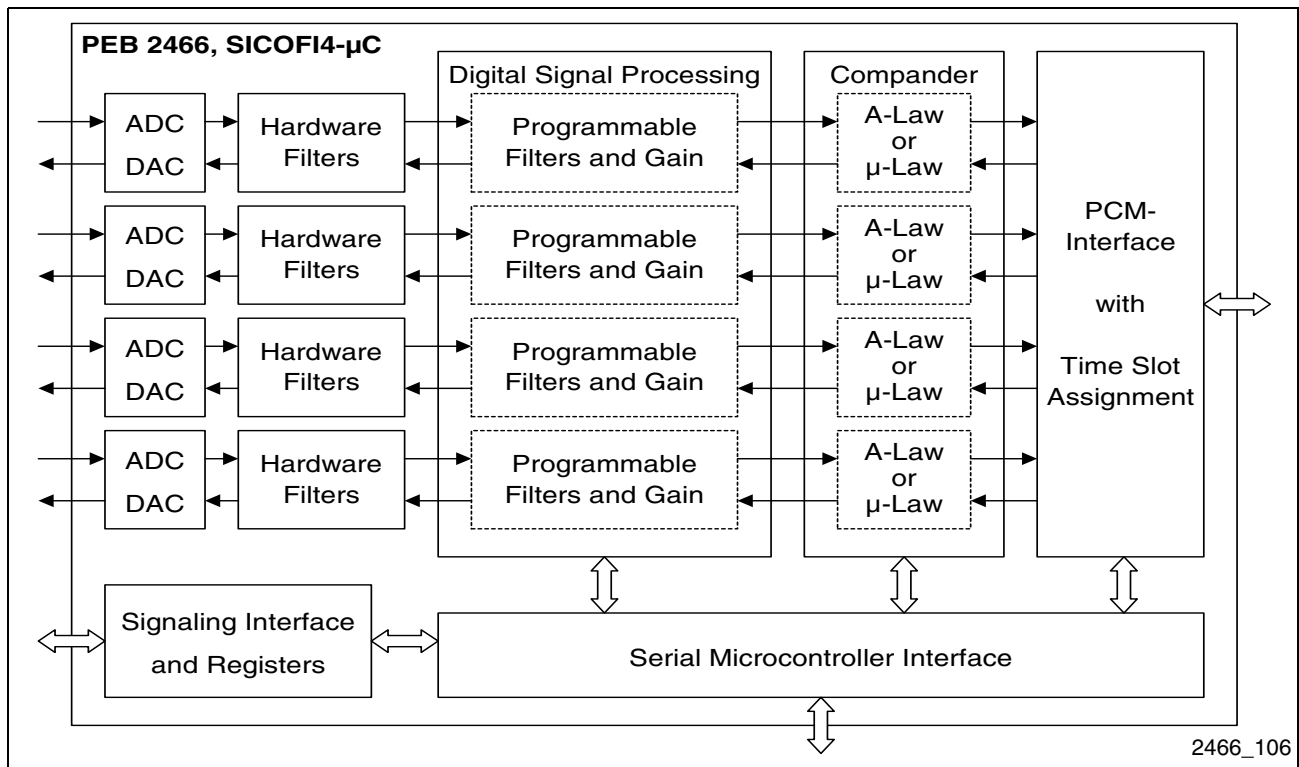 PEB 2466, SICOFI4-µC
Digital Signal Processing
Compander
ADC
DAC
Hardware
Filters
Programmable
Filters and Gain
A-Law
or
µ-Law
ADC
DAC
Hardware
Filters
Programmable
Filters and Gain
A-Law
or
µ-Law
ADC
DAC
Hardware
Filters
Programmable
Filters and Gain
A-Law
or
µ-Law
ADC
DAC
Hardware
Filters
Programmable
Filters and Gain
A-Law
or
µ-Law
PCM-
Interface
with
Time Slot
Assignment
Signaling Interface
and Registers
Serial Microcontroller Interface
2466_106